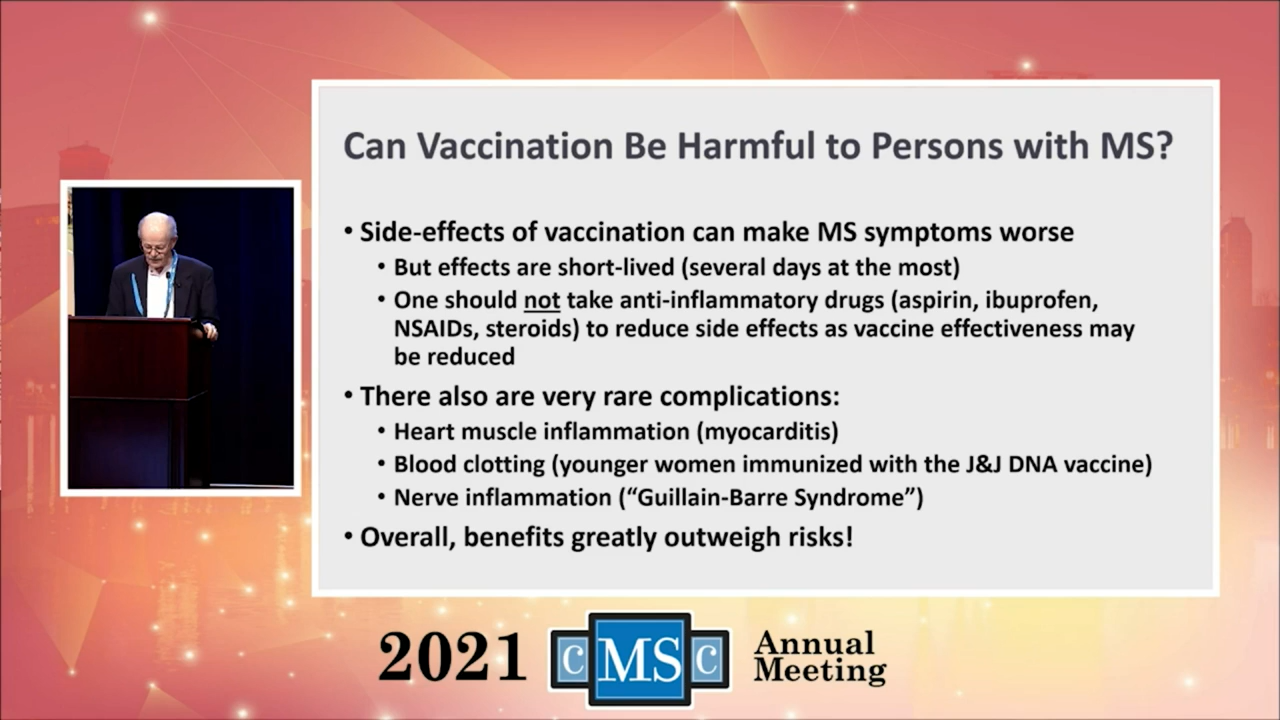 Can Vaccination Be Harmful to Persons with MS?
• Side-effects of vaccination can make MS symptoms worse
• But effects are short-lived (several days at the most)
• One should not take anti-inflammatory drugs (aspirin, ibuprofen,
NSAIDs, steroids) to reduce side effects as vaccine effectiveness may
be reduced
• There also are very rare complications:
• Heart muscle inflammation (myocarditis)
• Blood clotting (younger women immunized with the J&J DNA vaccine)
• Nerve inflammation (“Guillain-Barre Syndrome”)
• Overall, benefits greatly outweigh risks!
2021 C MS C Annual
Meeting